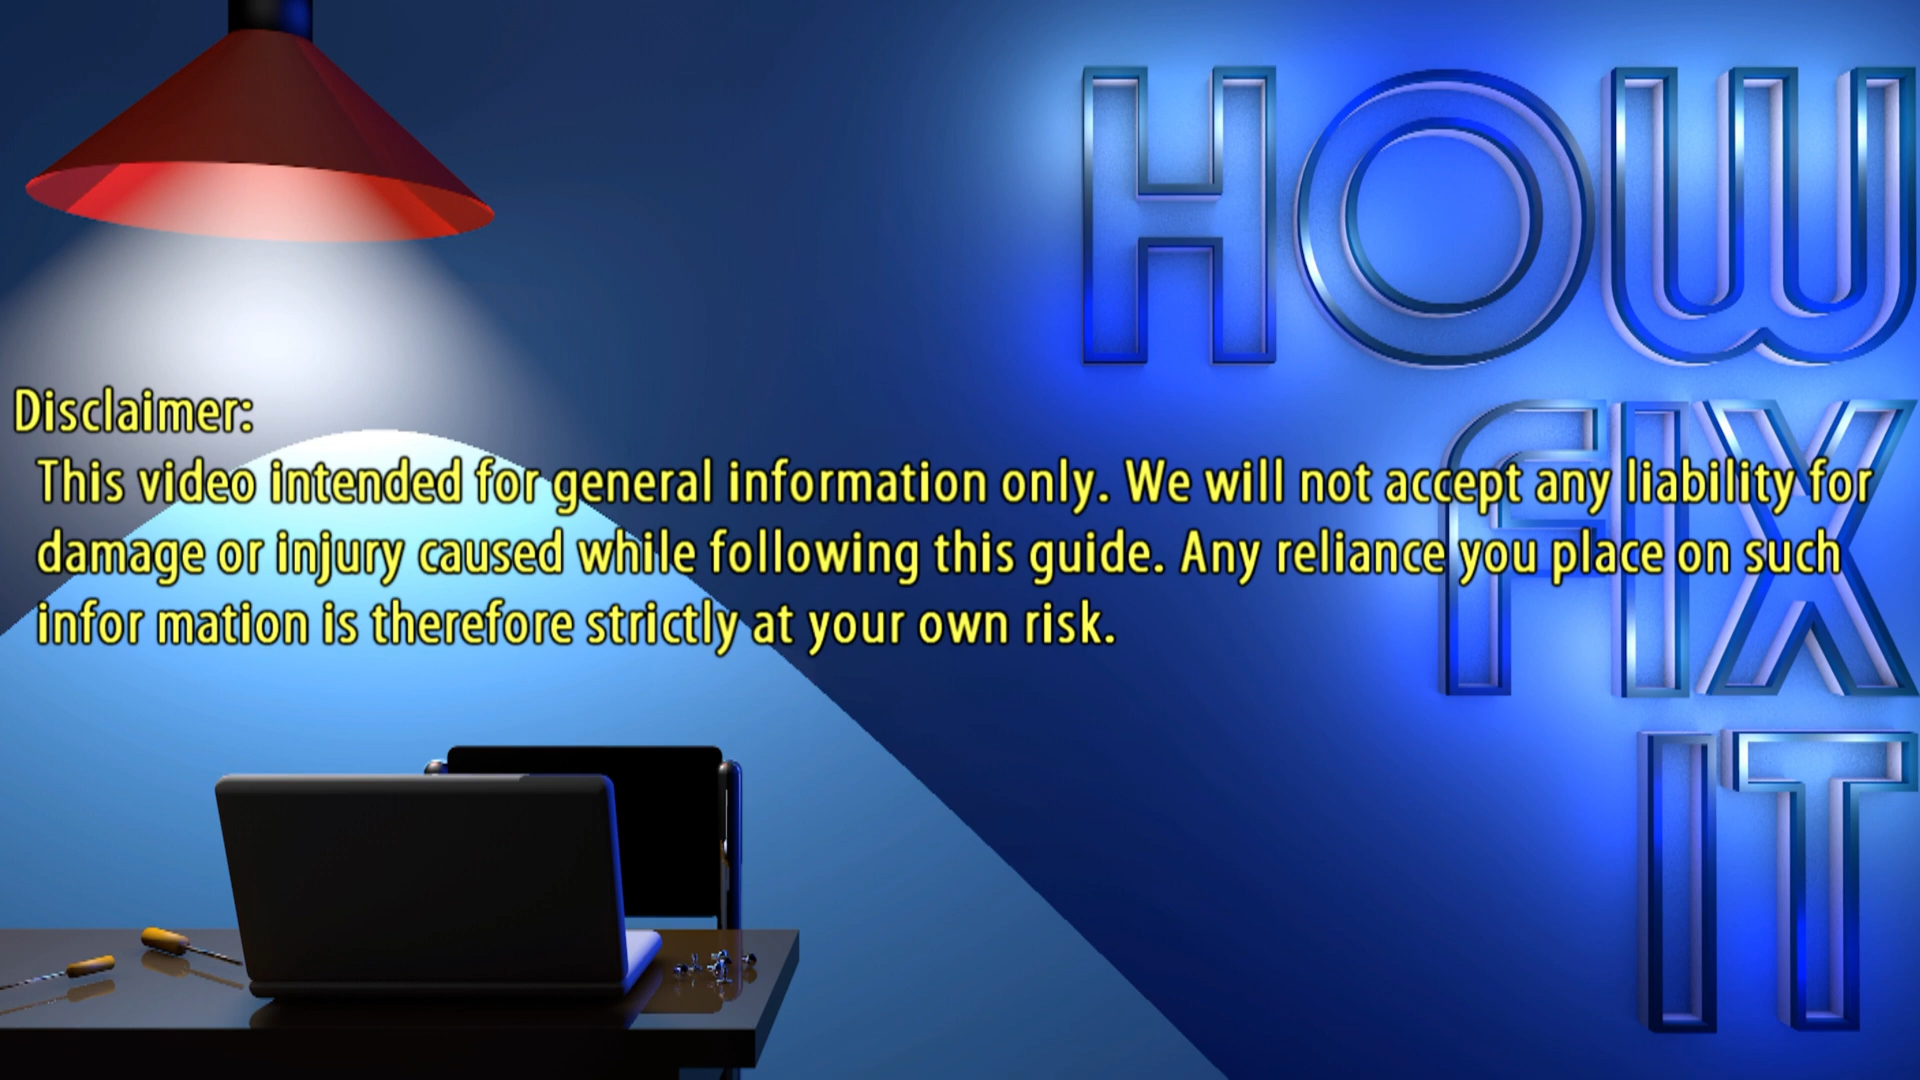 HOW
FIX
IT
Disclaimer:
This video intended for general information only. We will not accept any liability for
damage or injury caused while following this guide. Any reliance you place on such
infor mation is therefore strictly at your own risk.